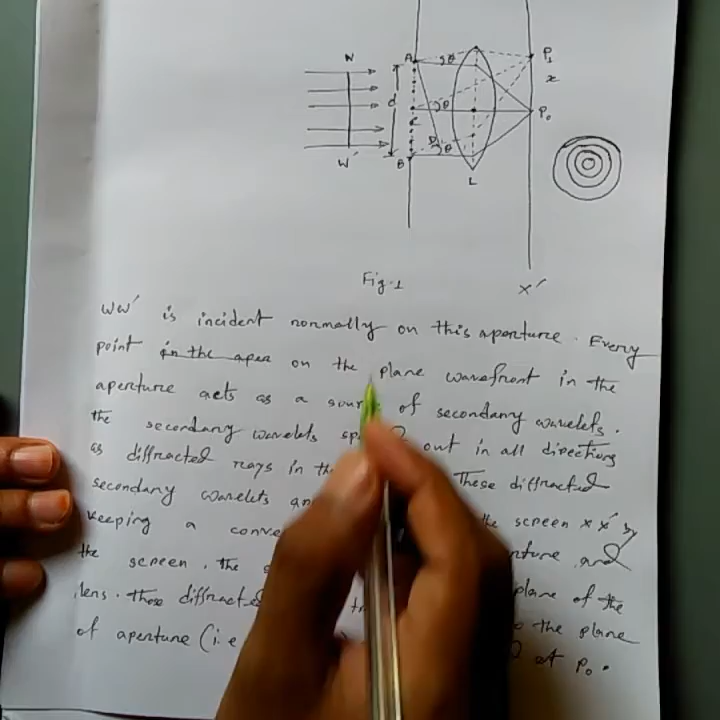 W
A
θ
P₁
x
d
θ
P₀
C
D
θ
W'
B
L
Fig-1
X'
WW' is incident normally on this aperture. Every
point in the aper on the plane wavefront in the
aperture acts as a of secondary wavelets.
the secondary wavelets out in all directions
as diffracted rays in These diffracted
secondary wavelets the screen XX' by
keeping a
the screen. The and
lens. These plane of the
to the plane
of aperture (i.e at P₀.